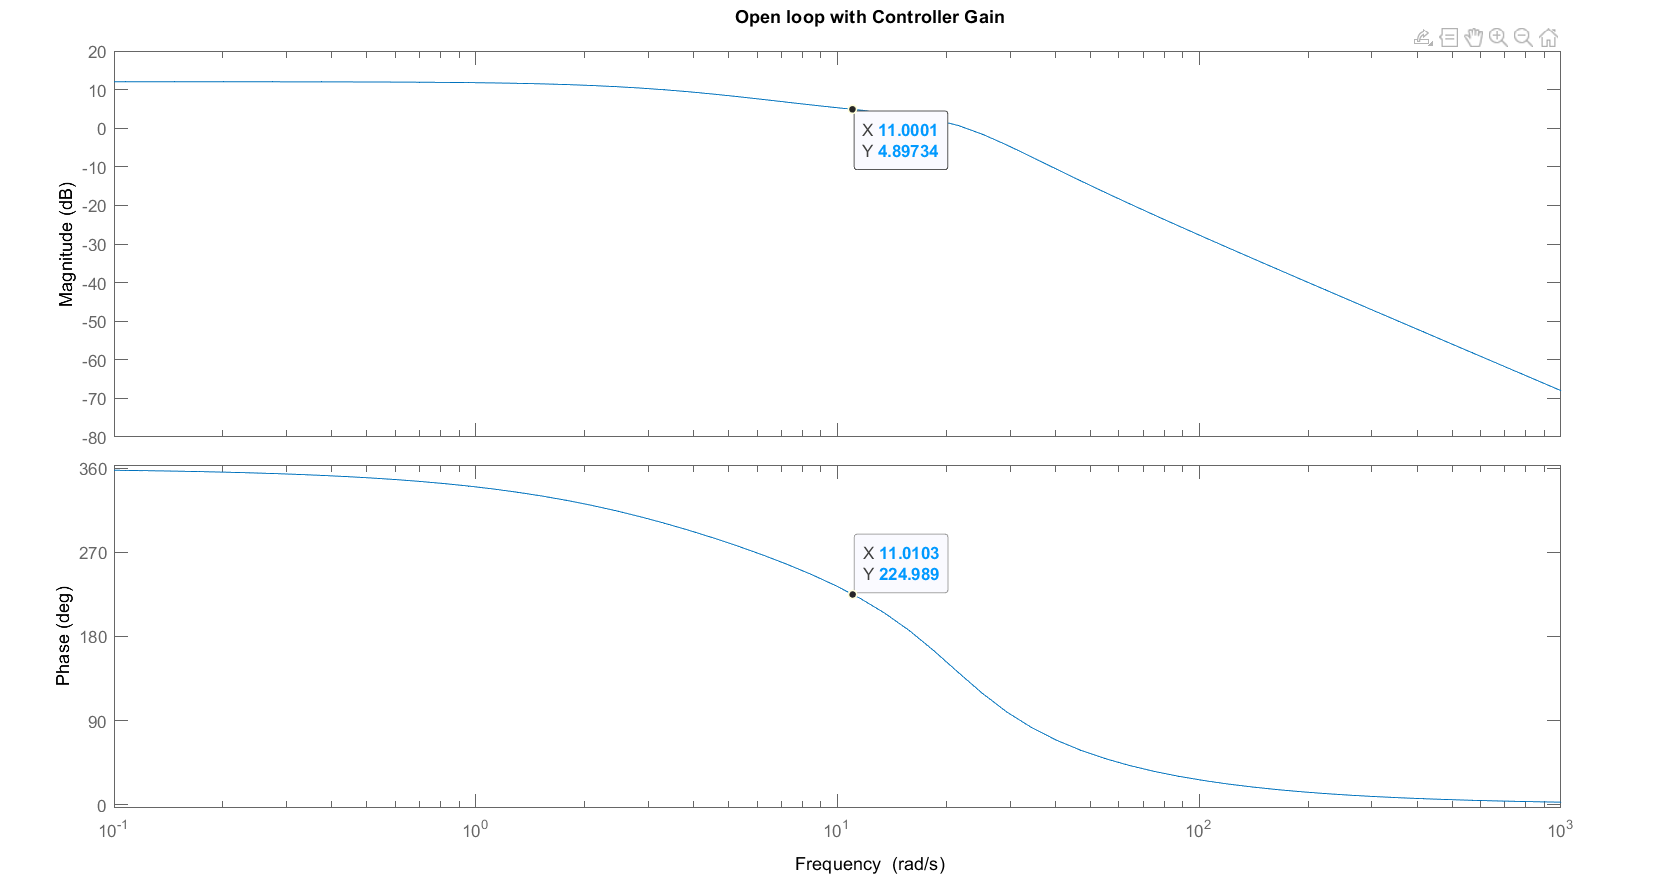 Open loop with Controller Gain
20
10
0
-10
-20
-30
-40
-50
-60
-70
-80
Magnitude (dB)
X 11.0001
Y 4.89734
360
270
180
90
0
Phase (deg)
X 11.0103
Y 224.989
10-1
100
101
102
103
Frequency (rad/s)